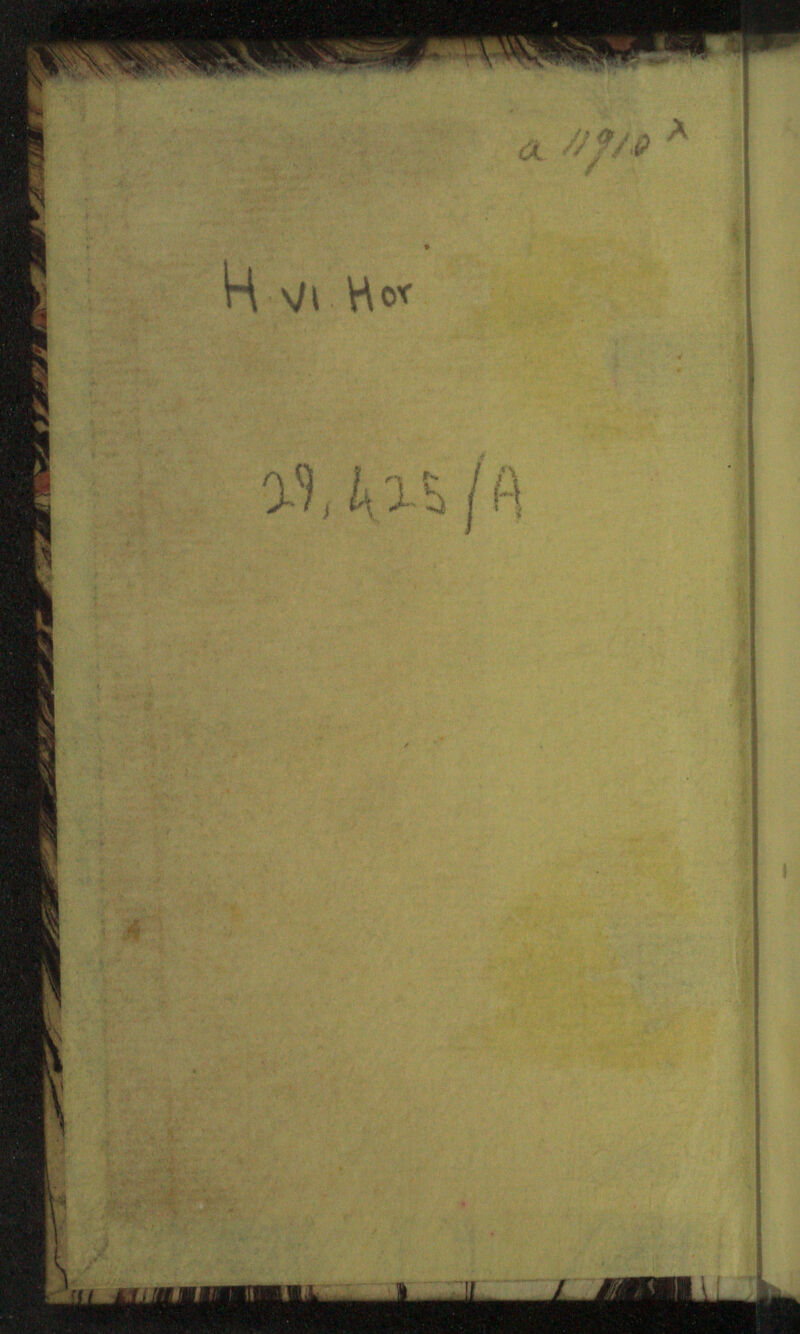 a 11910 λ
H VI Hor
29,425/A